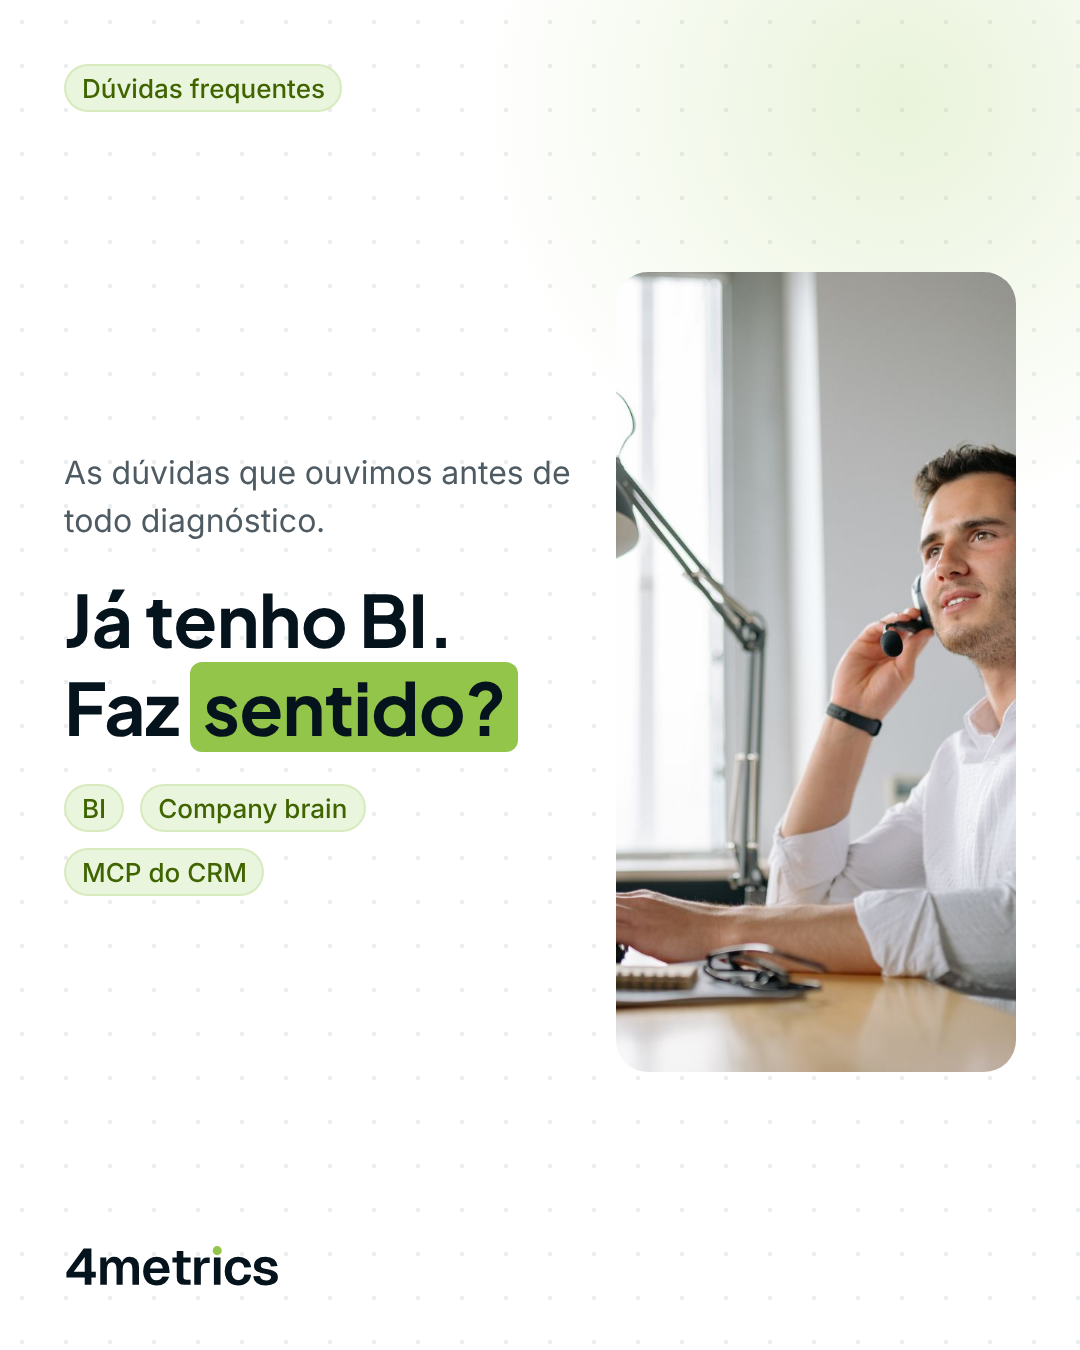 Dúvidas frequentes
As dúvidas que ouvimos antes de
todo diagnóstico.
Já tenho BI.
Faz sentido?
BI
Company brain
MCP do CRM
4metrics